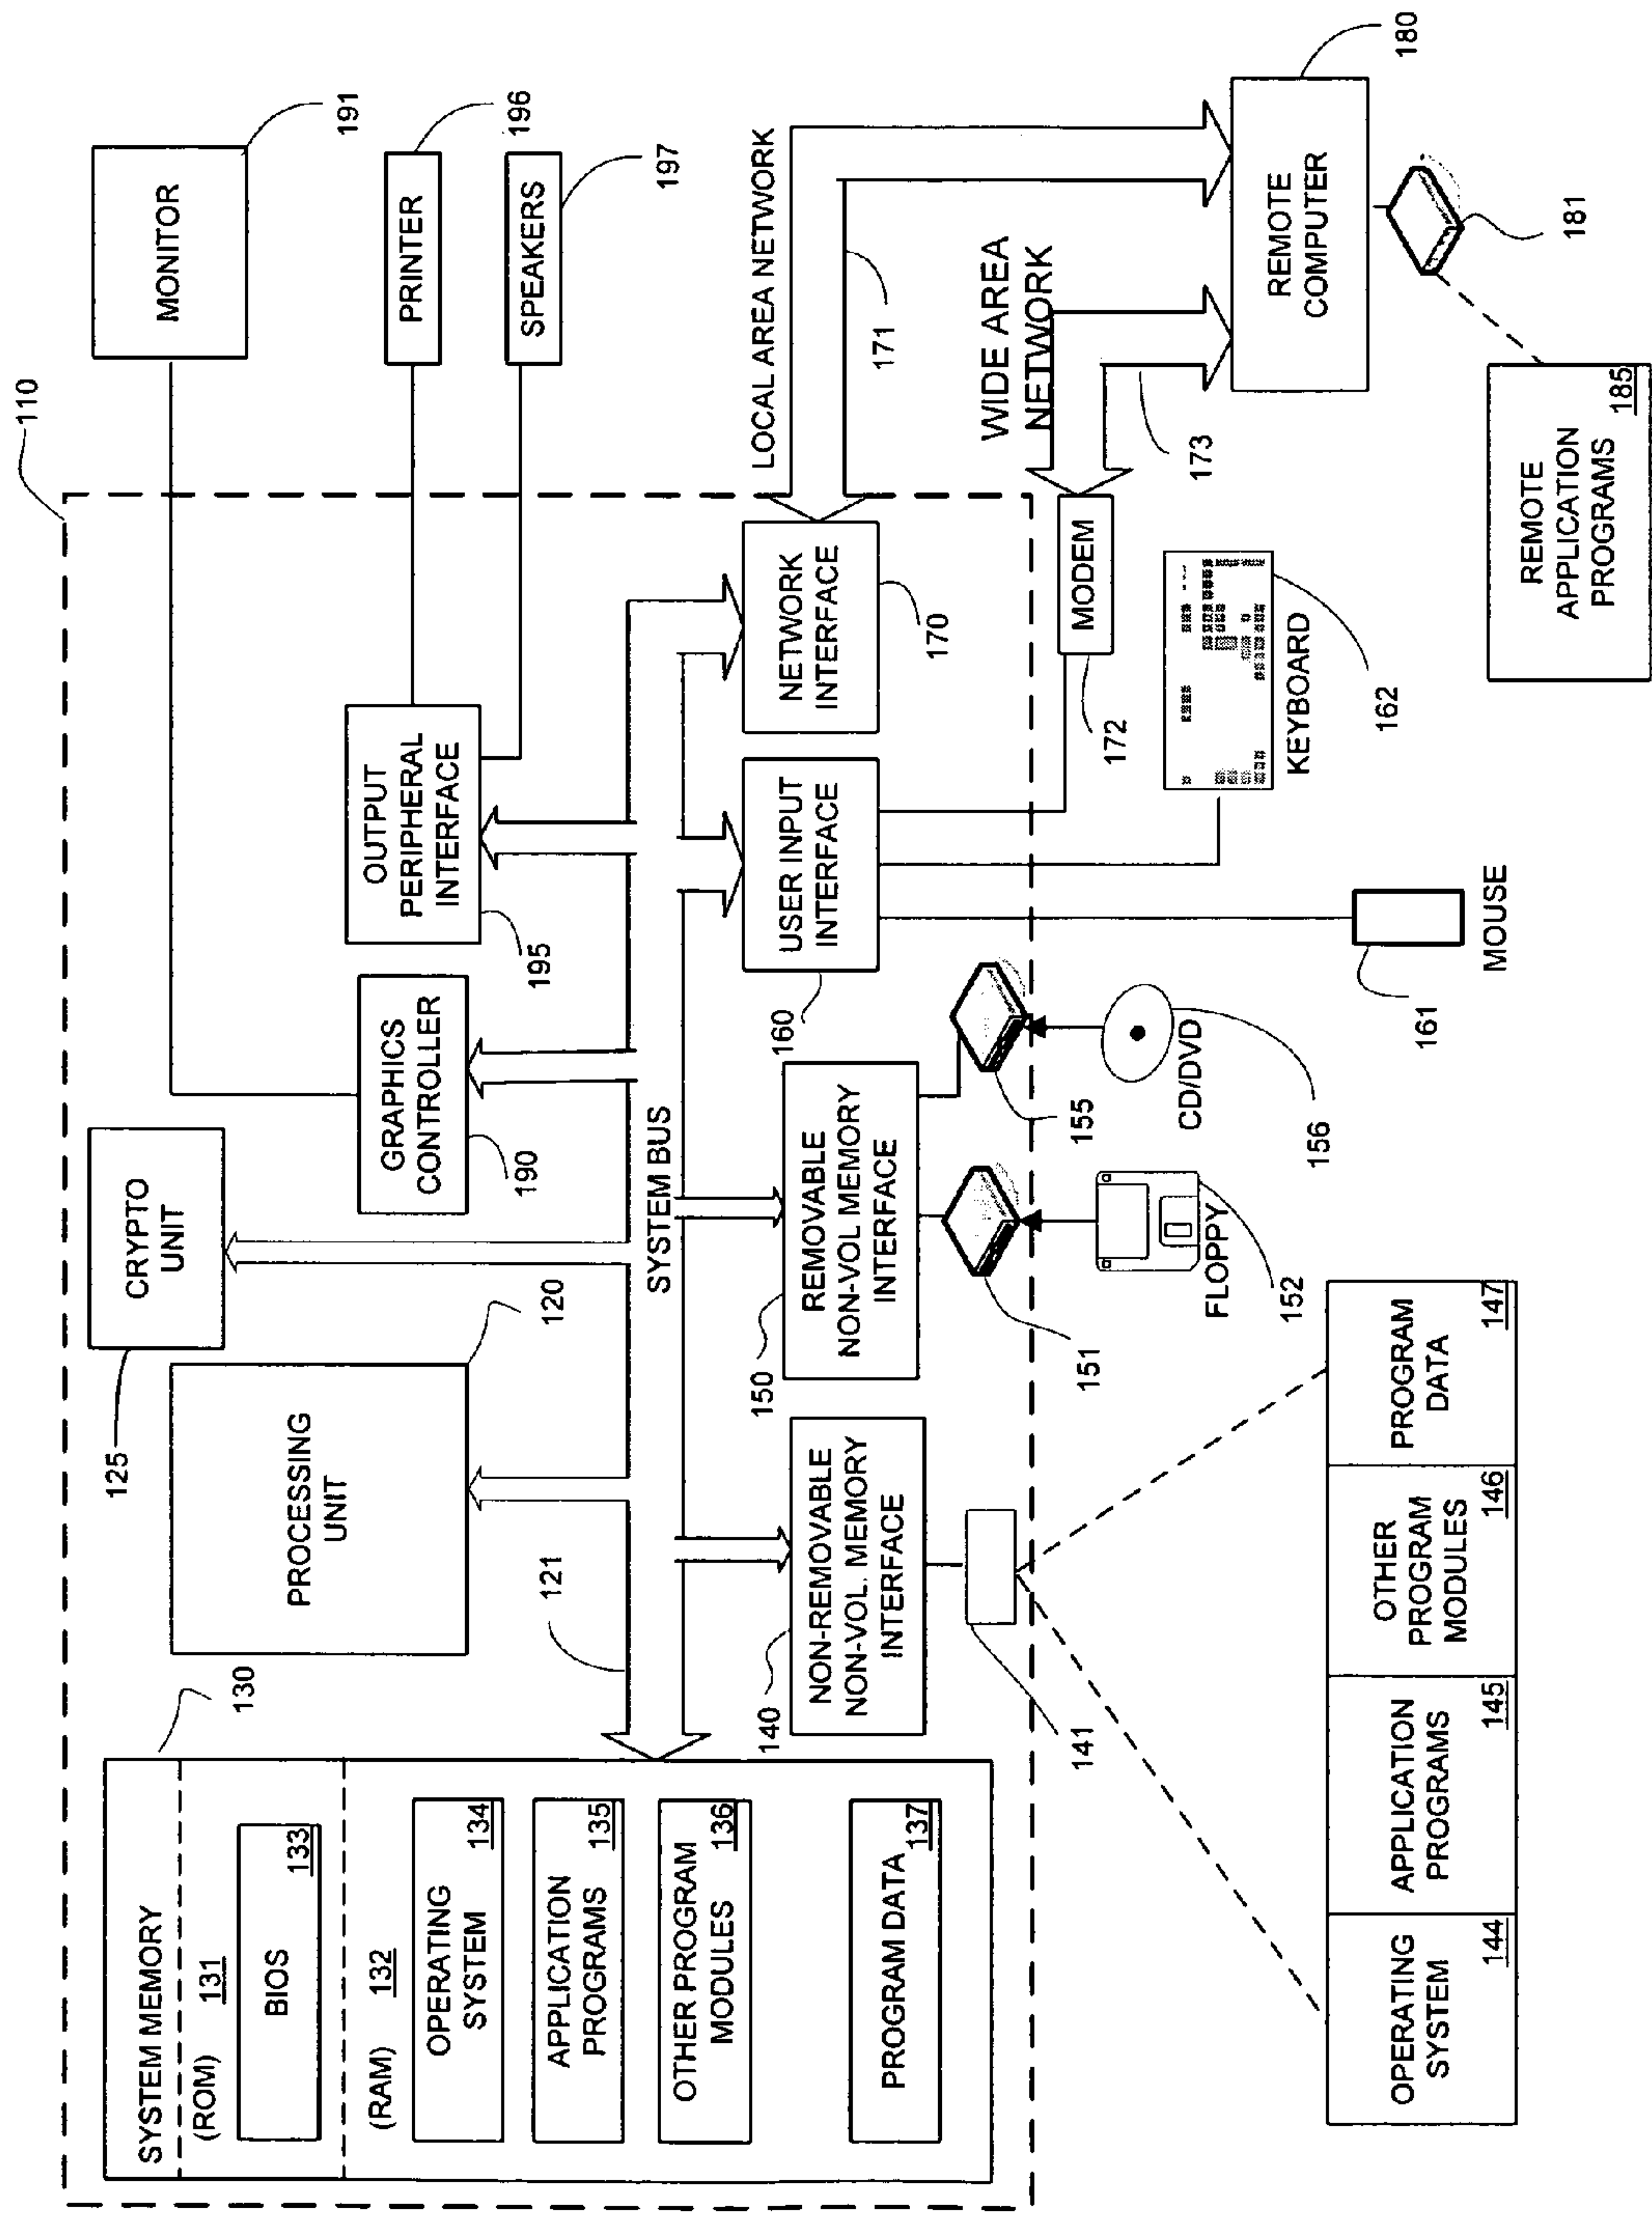 110
MONITOR
191
PRINTER
196
SPEAKERS
197
SYSTEM MEMORY
130
(ROM) 131
BIOS
133
(RAM) 132
OPERATING
SYSTEM
134
APPLICATION
PROGRAMS
135
OTHER PROGRAM
MODULES
136
PROGRAM DATA
137
PROCESSING
UNIT
120
CRYPTO
UNIT
125
GRAPHICS
CONTROLLER
190
OUTPUT
PERIPHERAL
INTERFACE
195
121
SYSTEM BUS
NON-REMOVABLE
NON-VOL. MEMORY
INTERFACE
140
REMOVABLE
NON-VOL MEMORY
INTERFACE
150
USER INPUT
INTERFACE
160
NETWORK
INTERFACE
170
LOCAL AREA NETWORK
171
WIDE AREA
NETWORK
173
MODEM
172
141
151
155
FLOPPY
152
CD/DVD
156
MOUSE
161
KEYBOARD
162
REMOTE
COMPUTER
180
181
REMOTE
APPLICATION
PROGRAMS
185
OPERATING
SYSTEM
144
APPLICATION
PROGRAMS
145
OTHER
PROGRAM
MODULES
146
PROGRAM
DATA
147